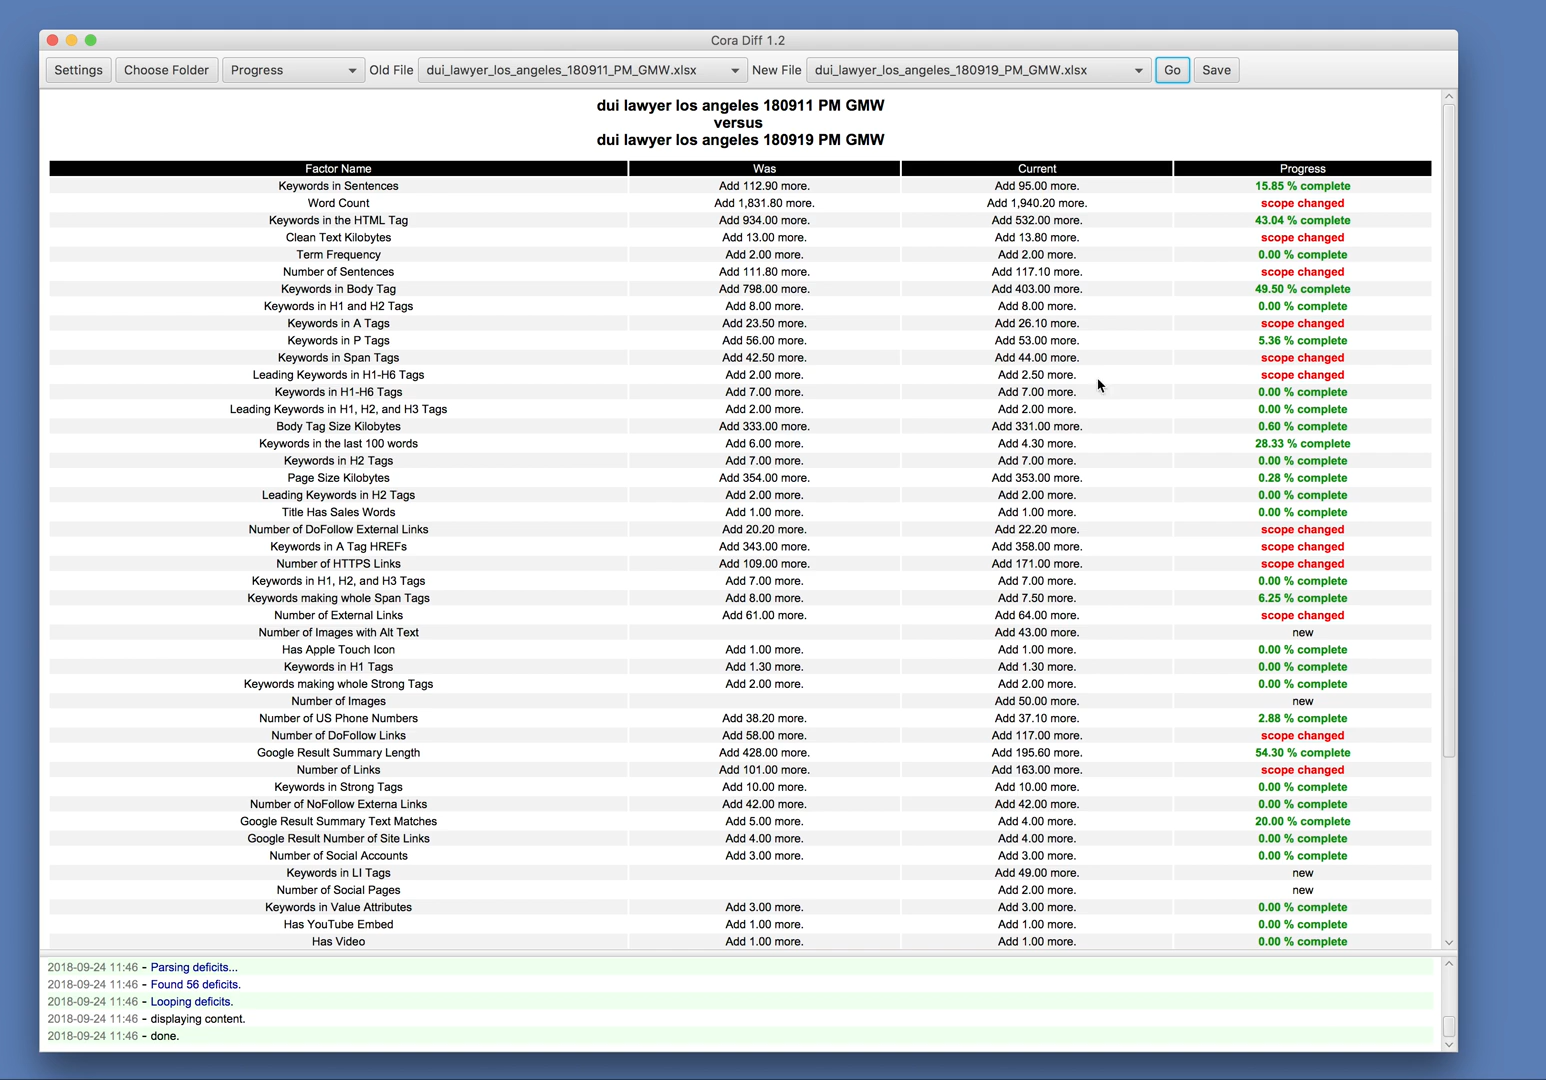 Cora Diff 1.2
Settings Choose Folder Progress Old File dui_lawyer_los_angeles_180911_PM_GMW.xlsx New File dui_lawyer_los_angeles_180919_PM_GMW.xlsx Go Save
dui lawyer los angeles 180911 PM GMW
versus
dui lawyer los angeles 180919 PM GMW
Factor Name Was Current Progress
Keywords in Sentences Add 112.90 more. Add 95.00 more. 15.85 % complete
Word Count Add 1,831.80 more. Add 1,940.20 more. scope changed
Keywords in the HTML Tag Add 934.00 more. Add 532.00 more. 43.04 % complete
Clean Text Kilobytes Add 13.00 more. Add 13.80 more. scope changed
Term Frequency Add 2.00 more. Add 2.00 more. 0.00 % complete
Number of Sentences Add 111.80 more. Add 117.10 more. scope changed
Keywords in Body Tag Add 798.00 more. Add 403.00 more. 49.50 % complete
Keywords in H1 and H2 Tags Add 8.00 more. Add 8.00 more. 0.00 % complete
Keywords in A Tags Add 23.50 more. Add 26.10 more. scope changed
Keywords in P Tags Add 56.00 more. Add 53.00 more. 5.36 % complete
Keywords in Span Tags Add 42.50 more. Add 44.00 more. scope changed
Leading Keywords in H1-H6 Tags Add 2.00 more. Add 2.50 more. scope changed
Keywords in H1-H6 Tags Add 7.00 more. Add 7.00 more. 0.00 % complete
Leading Keywords in H1, H2, and H3 Tags Add 2.00 more. Add 2.00 more. 0.00 % complete
Body Tag Size Kilobytes Add 333.00 more. Add 331.00 more. 0.60 % complete
Keywords in the last 100 words Add 6.00 more. Add 4.30 more. 28.33 % complete
Keywords in H2 Tags Add 7.00 more. Add 7.00 more. 0.00 % complete
Page Size Kilobytes Add 354.00 more. Add 353.00 more. 0.28 % complete
Leading Keywords in H2 Tags Add 2.00 more. Add 2.00 more. 0.00 % complete
Title Has Sales Words Add 1.00 more. Add 1.00 more. 0.00 % complete
Number of DoFollow External Links Add 20.20 more. Add 22.20 more. scope changed
Keywords in A Tag HREFs Add 343.00 more. Add 358.00 more. scope changed
Number of HTTPS Links Add 109.00 more. Add 171.00 more. scope changed
Keywords in H1, H2, and H3 Tags Add 7.00 more. Add 7.00 more. 0.00 % complete
Keywords making whole Span Tags Add 8.00 more. Add 7.50 more. 6.25 % complete
Number of External Links Add 61.00 more. Add 64.00 more. scope changed
Number of Images with Alt Text Add 43.00 more. new
Has Apple Touch Icon Add 1.00 more. Add 1.00 more. 0.00 % complete
Keywords in H1 Tags Add 1.30 more. Add 1.30 more. 0.00 % complete
Keywords making whole Strong Tags Add 2.00 more. Add 2.00 more. 0.00 % complete
Number of Images Add 50.00 more. new
Number of US Phone Numbers Add 38.20 more. Add 37.10 more. 2.88 % complete
Number of DoFollow Links Add 58.00 more. Add 117.00 more. scope changed
Google Result Summary Length Add 428.00 more. Add 195.60 more. 54.30 % complete
Number of Links Add 101.00 more. Add 163.00 more. scope changed
Keywords in Strong Tags Add 10.00 more. Add 10.00 more. 0.00 % complete
Number of NoFollow Externa Links Add 42.00 more. Add 42.00 more. 0.00 % complete
Google Result Summary Text Matches Add 5.00 more. Add 4.00 more. 20.00 % complete
Google Result Number of Site Links Add 4.00 more. Add 4.00 more. 0.00 % complete
Number of Social Accounts Add 3.00 more. Add 3.00 more. 0.00 % complete
Keywords in LI Tags Add 49.00 more. new
Number of Social Pages Add 2.00 more. new
Keywords in Value Attributes Add 3.00 more. Add 3.00 more. 0.00 % complete
Has YouTube Embed Add 1.00 more. Add 1.00 more. 0.00 % complete
Has Video Add 1.00 more. Add 1.00 more. 0.00 % complete
2018-09-24 11:46 - Parsing deficits...
2018-09-24 11:46 - Found 56 deficits.
2018-09-24 11:46 - Looping deficits.
2018-09-24 11:46 - displaying content.
2018-09-24 11:46 - done.